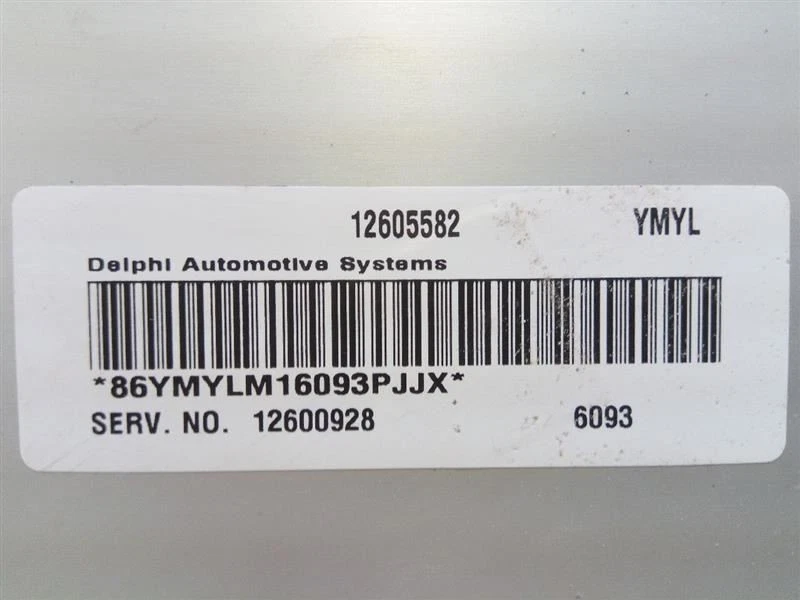 12605582 YMYL
Delphi Automotive Systems
*86YMYLM16093PJJX*
SERV. NO. 12600928 6093